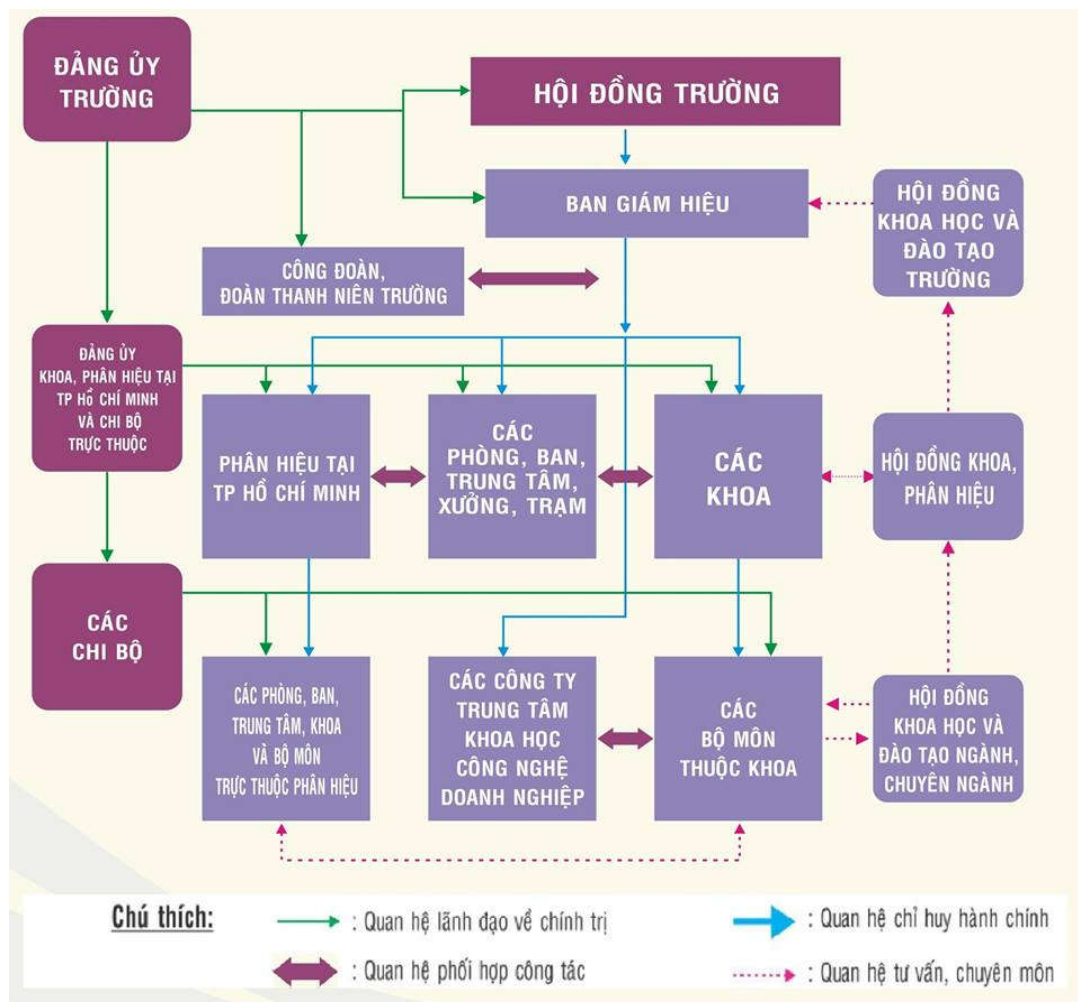 ĐẢNG ỦY
TRƯỜNG
HỘI ĐỒNG TRƯỜNG
BAN GIÁM HIỆU
HỘI ĐỒNG
KHOA HỌC VÀ
ĐÀO TẠO
TRƯỜNG
CÔNG ĐOÀN,
ĐOÀN THANH NIÊN TRƯỜNG
ĐẢNG ỦY
KHOA, PHÂN HIỆU TẠI
TP HỒ CHÍ MINH
VÀ CHI BỘ
TRỰC THUỘC
PHÂN HIỆU TẠI
TP HỒ CHÍ MINH
CÁC
PHÒNG, BAN,
TRUNG TÂM,
XƯỞNG, TRẠM
CÁC
KHOA
HỘI ĐỒNG KHOA,
PHÂN HIỆU
CÁC
CHI BỘ
CÁC PHÒNG, BAN,
TRUNG TÂM, KHOA
VÀ BỘ MÔN
TRỰC THUỘC PHÂN HIỆU
CÁC CÔNG TY
TRUNG TÂM
KHOA HỌC
CÔNG NGHỆ
DOANH NGHIỆP
CÁC
BỘ MÔN
THUỘC KHOA
HỘI ĐỒNG
KHOA HỌC VÀ
ĐÀO TẠO NGÀNH,
CHUYÊN NGÀNH
Chú thích:
: Quan hệ lãnh đạo về chính trị
: Quan hệ chỉ huy hành chính
: Quan hệ phối hợp công tác
: Quan hệ tư vấn, chuyên môn